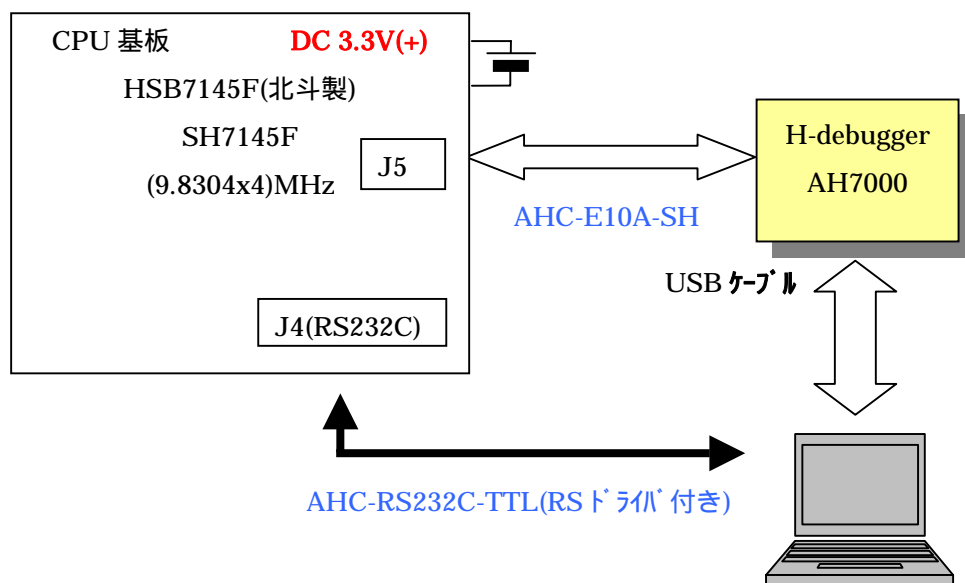 CPU 基板
DC 3.3V(+)
HSB7145F(北斗製)
SH7145F
(9.8304x4)MHz
J5
J4(RS232C)
H-debugger
AH7000
AHC-E10A-SH
USB ｹｰﾌﾞﾙ
AHC-RS232C-TTL(RSﾄﾞﾗｲﾊﾞ付き)